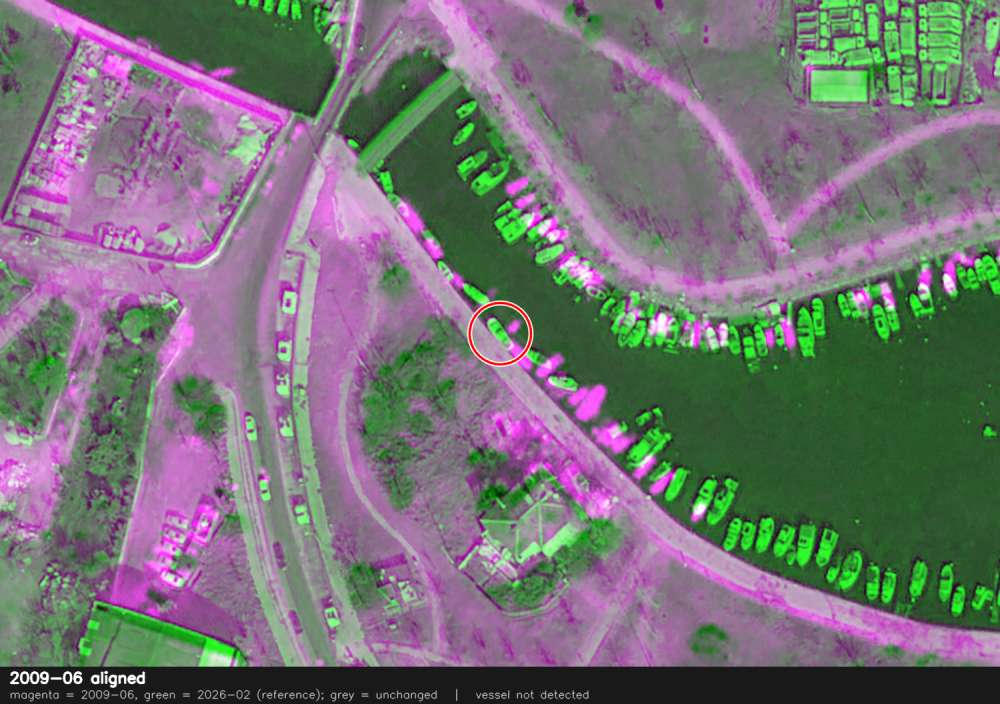 2009-06 aligned
magenta = 2009-06, green = 2026-02 (reference); grey = unchanged | vessel not detected